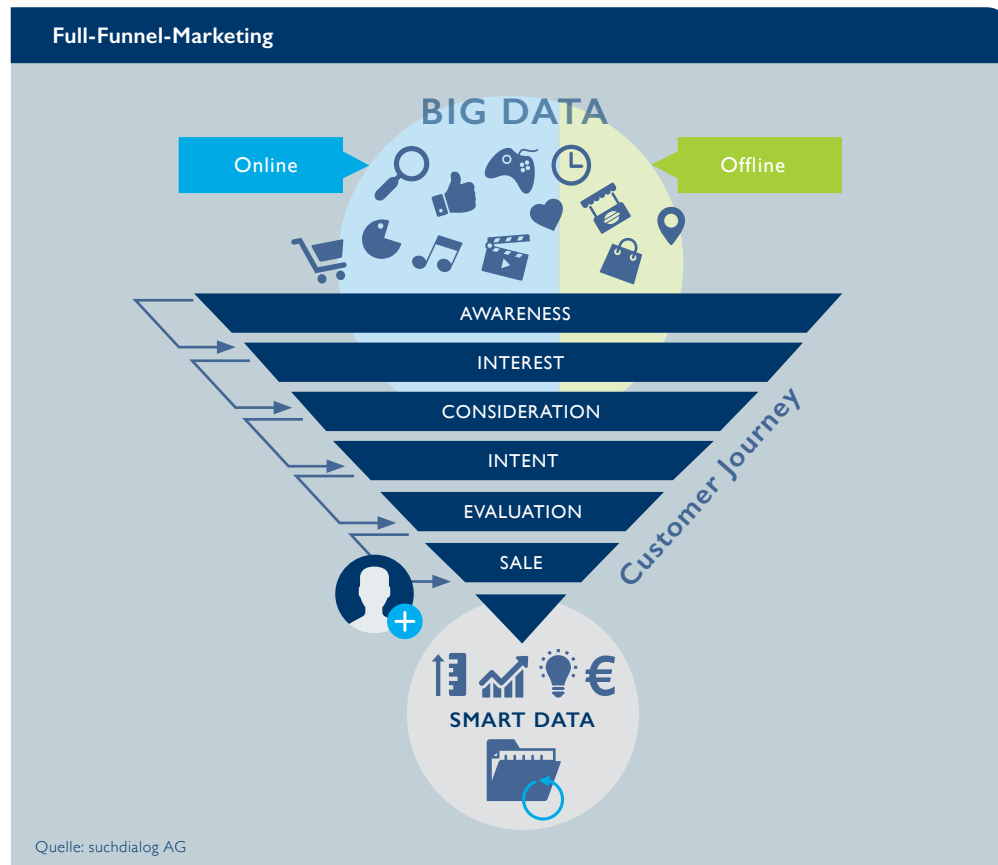 Full-Funnel-Marketing
BIG DATA
Online
Offline
AWARENESS
INTEREST
CONSIDERATION
INTENT
EVALUATION
SALE
Customer Journey
€
SMART DATA
Quelle: suchdialog AG